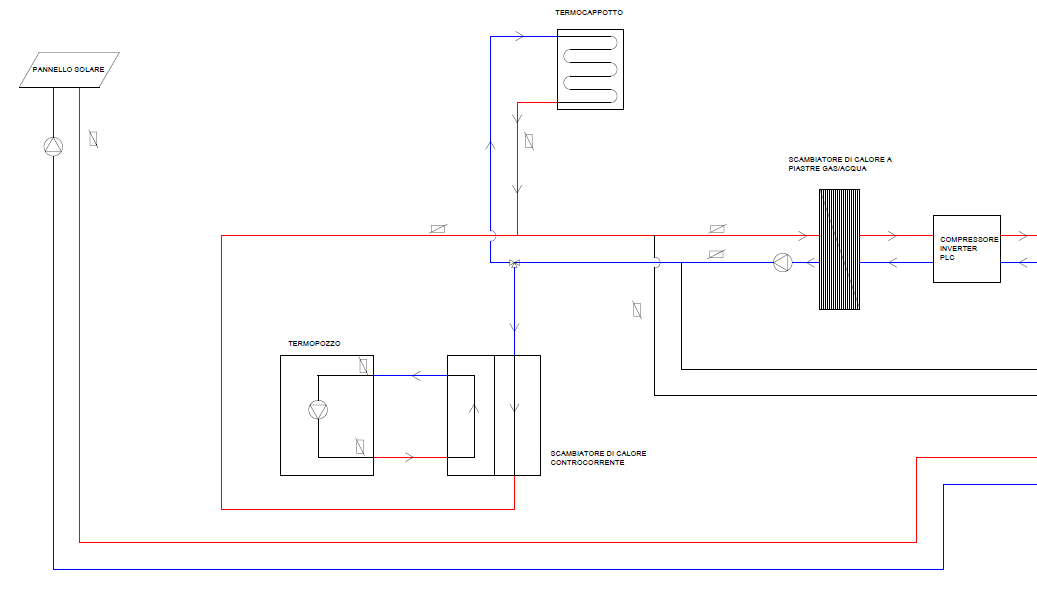 TERMOCAPPOTTO
PANNELLO SOLARE
SCAMBIATORE DI CALORE A
PIASTRE GAS/ACQUA
COMPRESSORE
INVERTER
PLC
TERMOPOZZO
SCAMBIATORE DI CALORE
CONTROCORRENTE